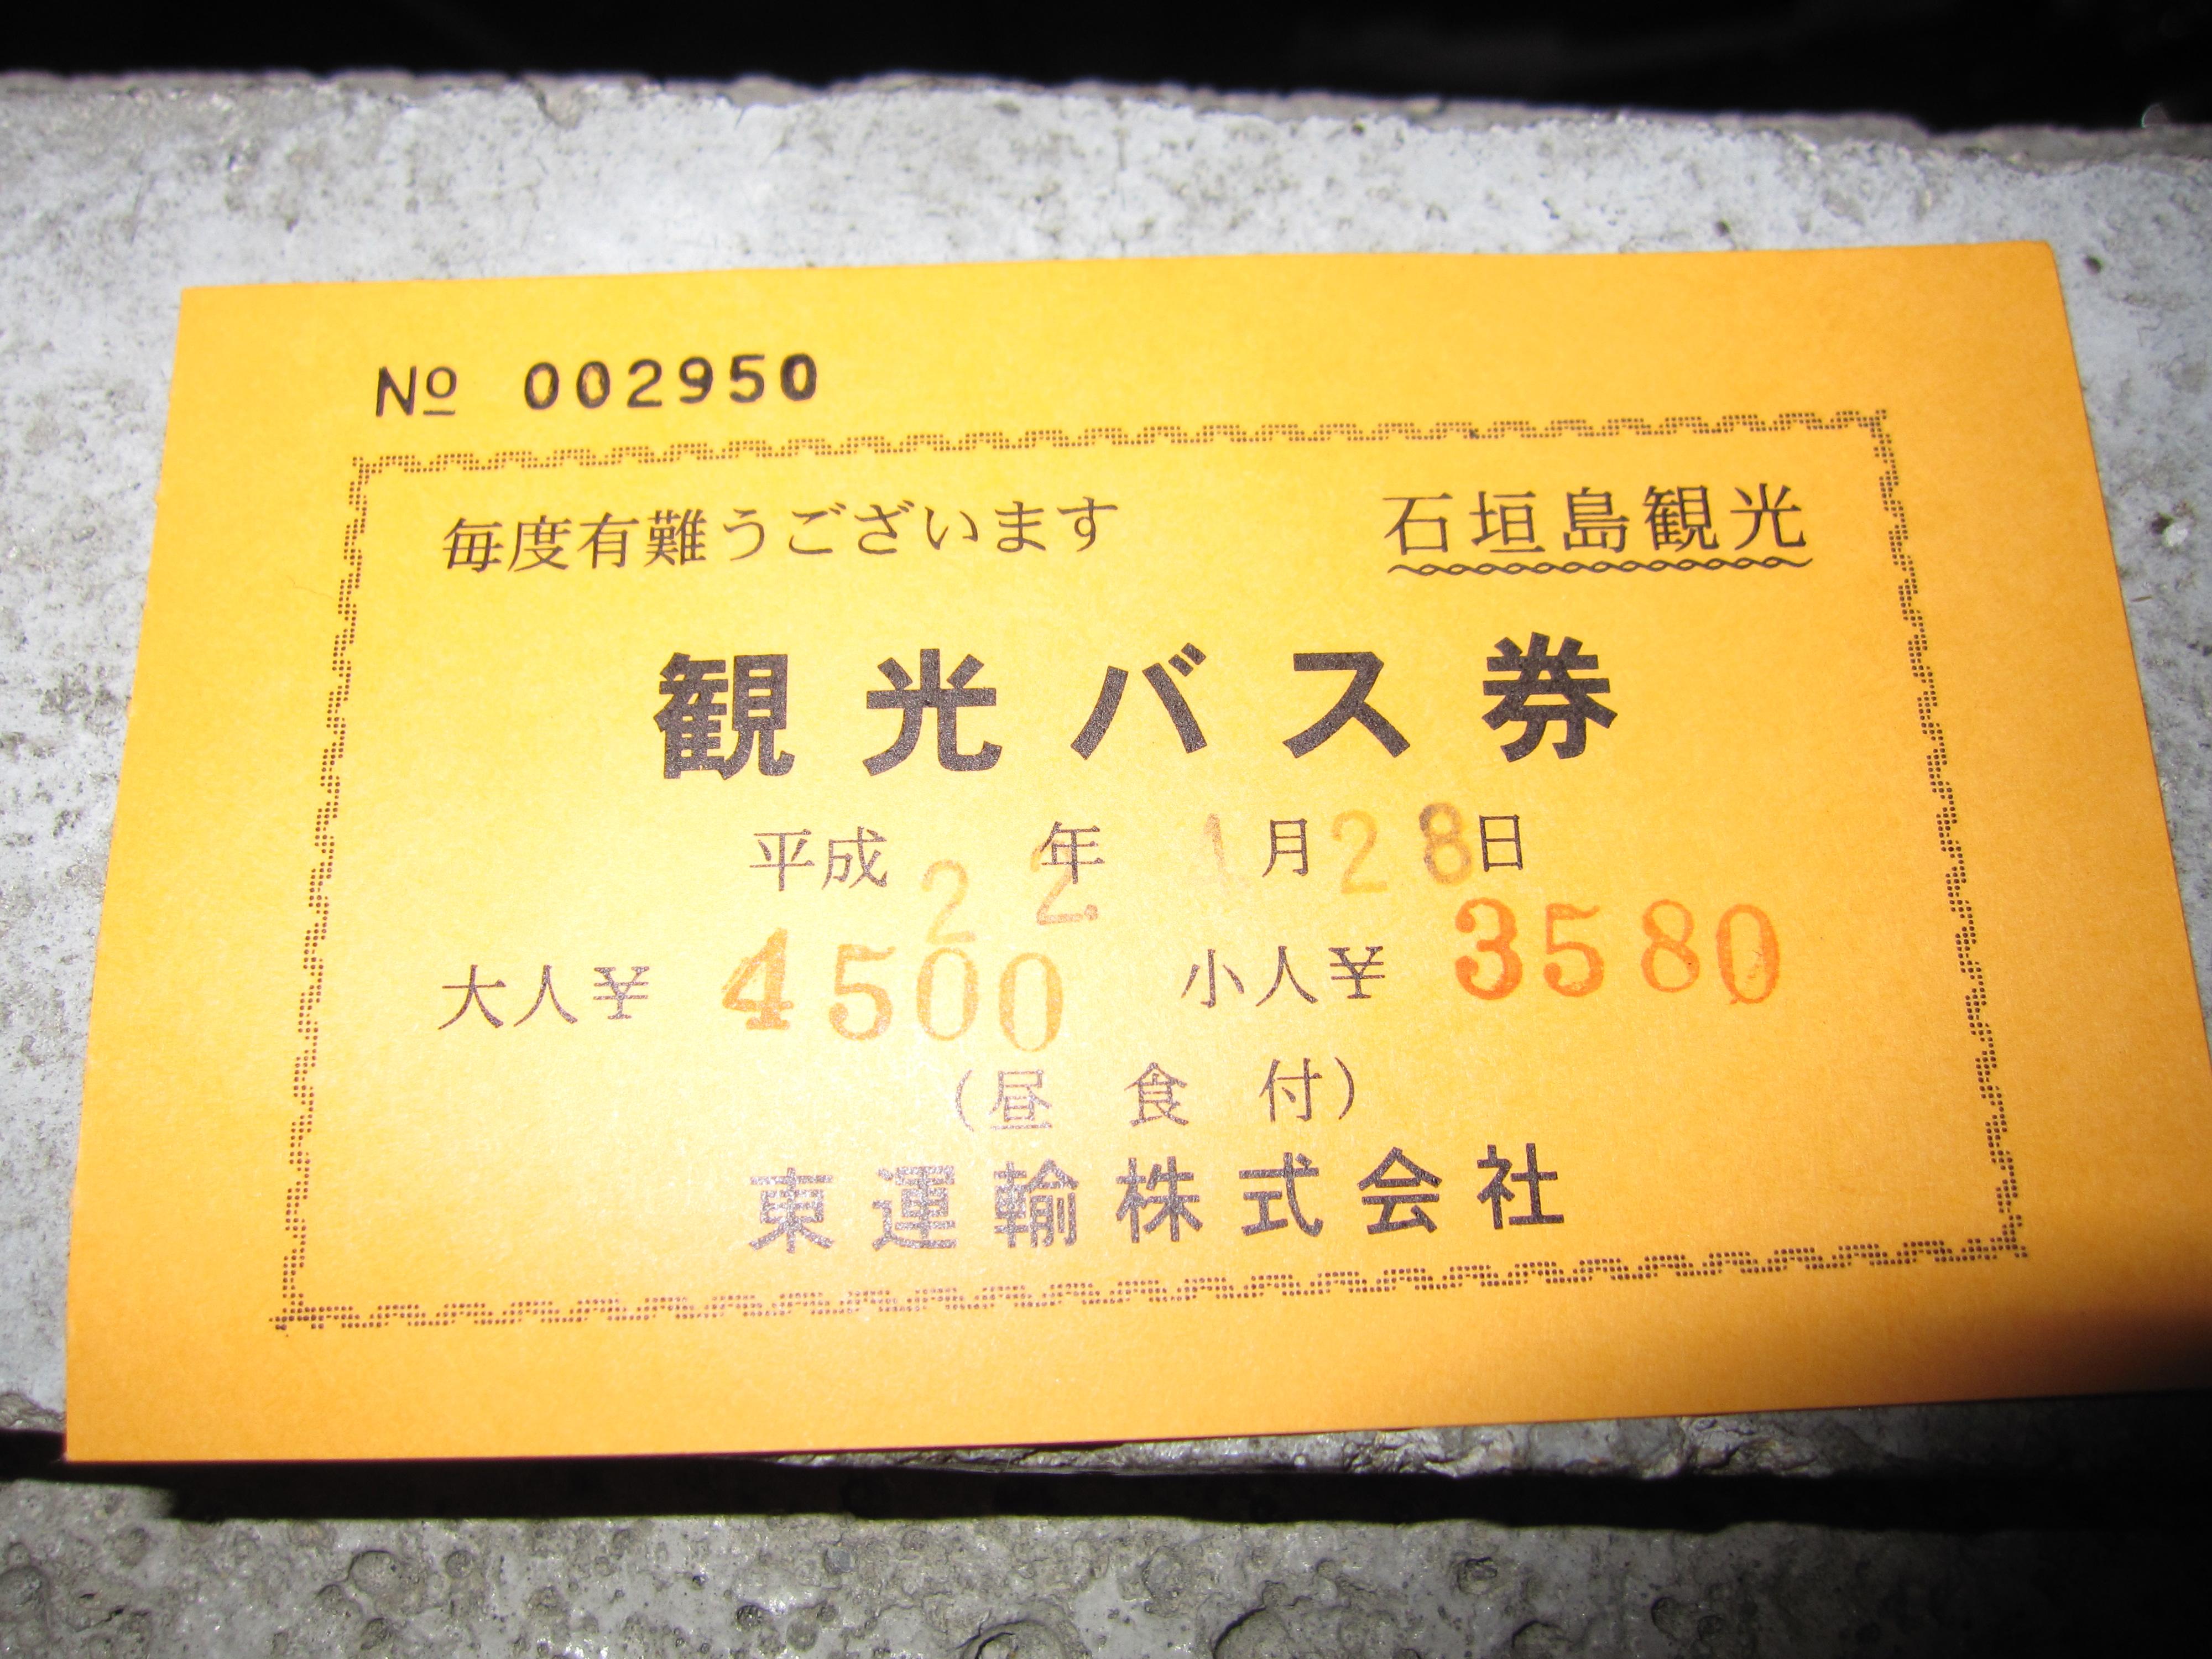 № 002950
毎度有難うございます 石垣島観光
観光バス券
平成22年1月28日
大人¥4500 小人¥3580
(昼食付)
東運輸株式会社